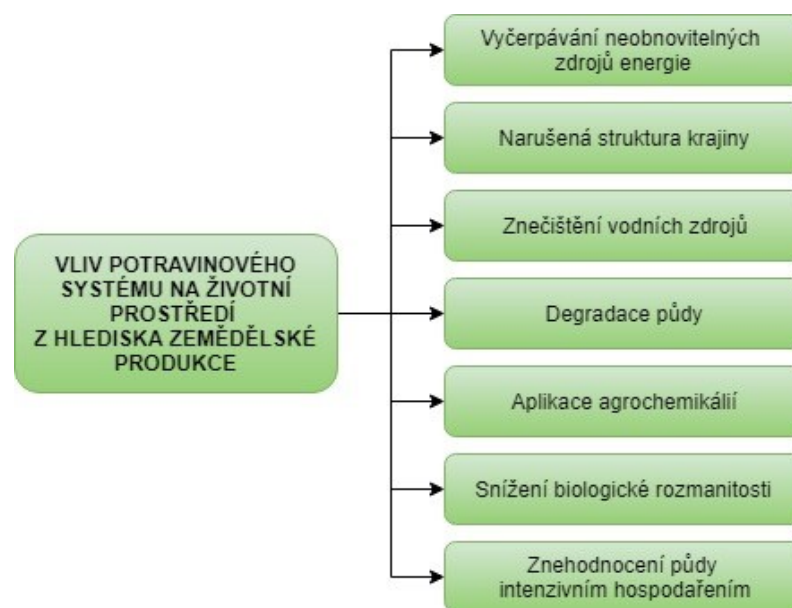 Vyčerpávání neobnovitelných
zdrojů energie
Narušená struktura krajiny
Znečištění vodních zdrojů
VLIV POTRAVINOVÉHO
SYSTÉMU NA ŽIVOTNÍ
PROSTŘEDÍ
Z HLEDISKA ZEMĚDĚLSKÉ
PRODUKCE
Degradace půdy
Aplikace agrochemikálií
Snížení biologické rozmanitosti
Znehodnocení půdy
intenzivním hospodařením